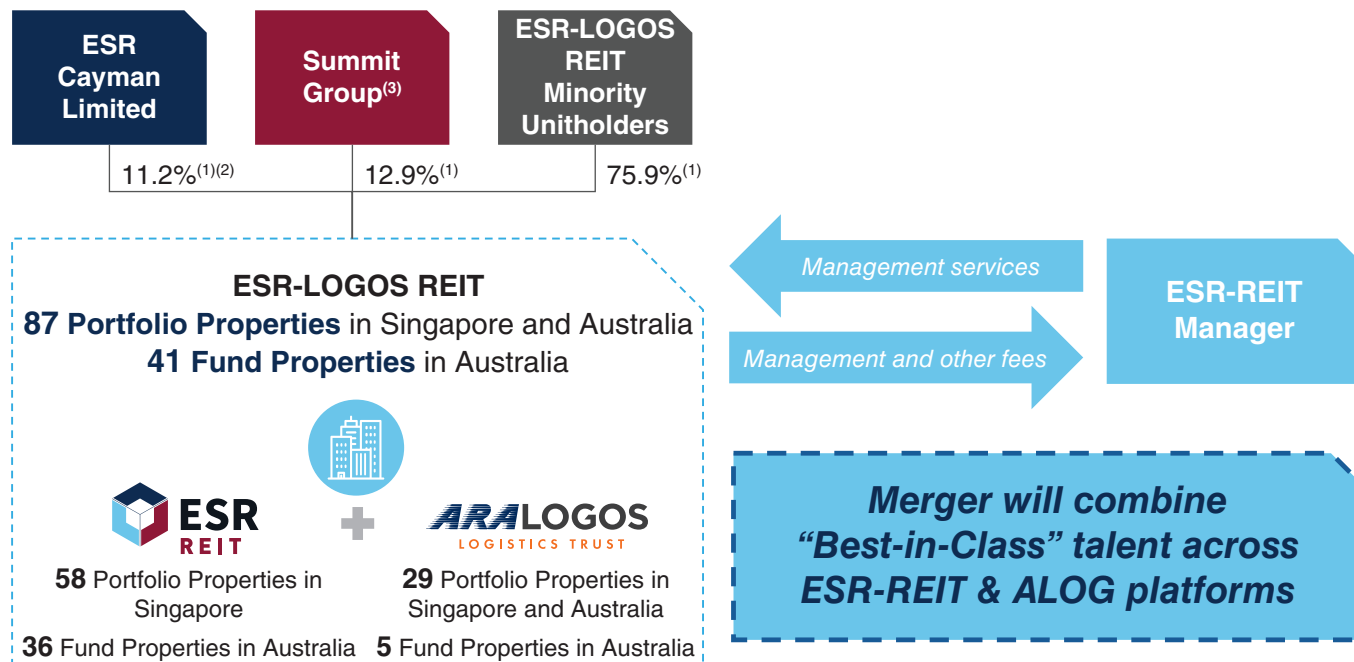 ESR
Cayman
Limited
Summit
Group(3)
ESR-LOGOS
REIT
Minority
Unitholders
11.2%(1)(2)
12.9%(1)
75.9%(1)
ESR-LOGOS REIT
87 Portfolio Properties in Singapore and Australia
41 Fund Properties in Australia
ESR
REIT
+
ARALOGOS
LOGISTICS TRUST
58 Portfolio Properties in
Singapore
36 Fund Properties in Australia
29 Portfolio Properties in
Singapore and Australia
5 Fund Properties in Australia
Management services
Management and other fees
ESR-REIT
Manager
Merger will combine
“Best-in-Class” talent across
ESR-REIT & ALOG platforms